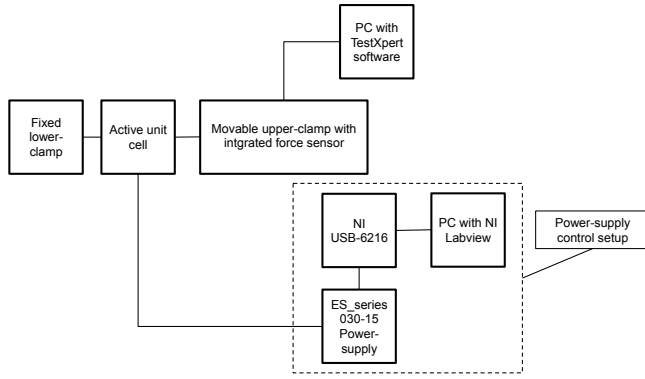 PC with
TestXpert
software
Fixed
lower-
clamp
Active unit
cell
Movable upper-clamp with
intgrated force sensor
NI
USB-6216
PC with NI
Labview
Power-supply
control setup
ES_series
030-15
Power-
supply